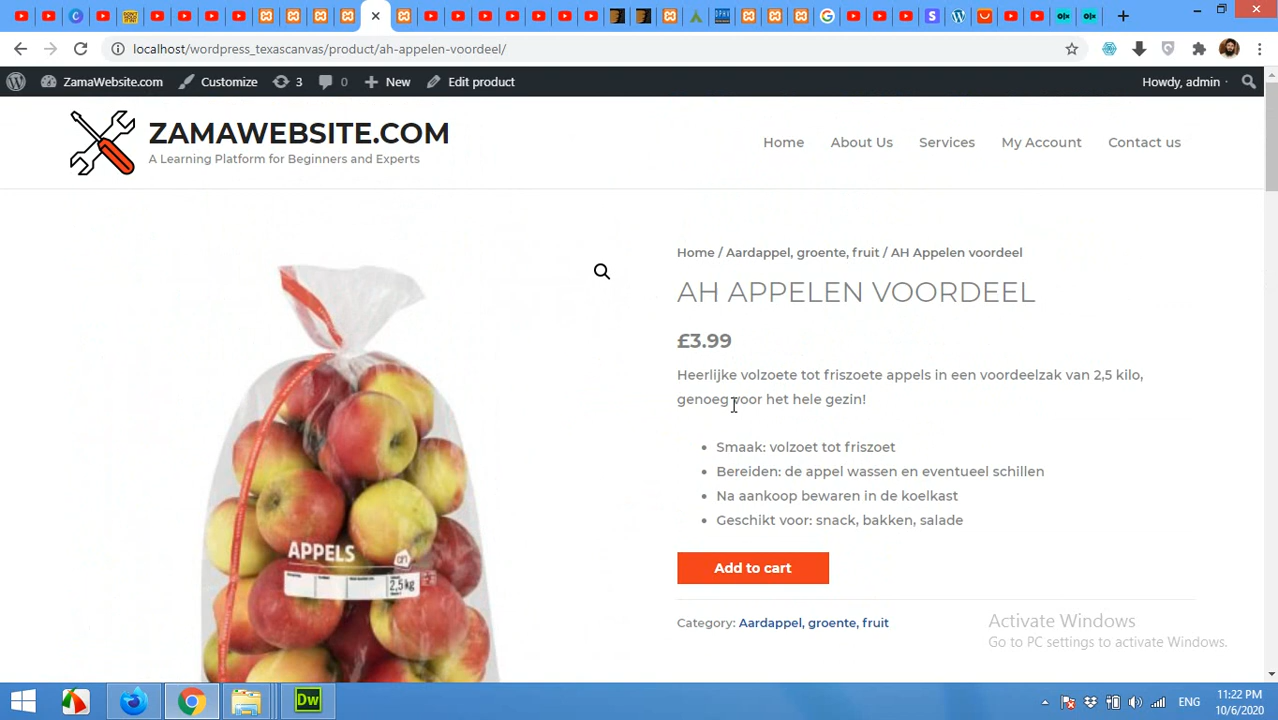 localhost/wordpress_texascanvas/product/ah-appelen-voordeel/
ZamaWebsite.com Customize 3 0 New Edit product Howdy, admin
ZAMAWEBSITE.COM
A Learning Platform for Beginners and Experts
Home About Us Services My Account Contact us
Home / Aardappel, groente, fruit / AH Appelen voordeel
AH APPELEN VOORDEEL
£3.99
Heerlijke volzoete tot friszoete appels in een voordeelzak van 2,5 kilo,
genoeg voor het hele gezin!
• Smaak: volzoet tot friszoet
• Bereiden: de appel wassen en eventueel schillen
• Na aankoop bewaren in de koelkast
• Geschikt voor: snack, bakken, salade
Add to cart
Category: Aardappel, groente, fruit
APPELS
2,5 kg
Activate Windows
Go to PC settings to activate Windows.
Dw
ENG
11:22 PM
10/6/2020